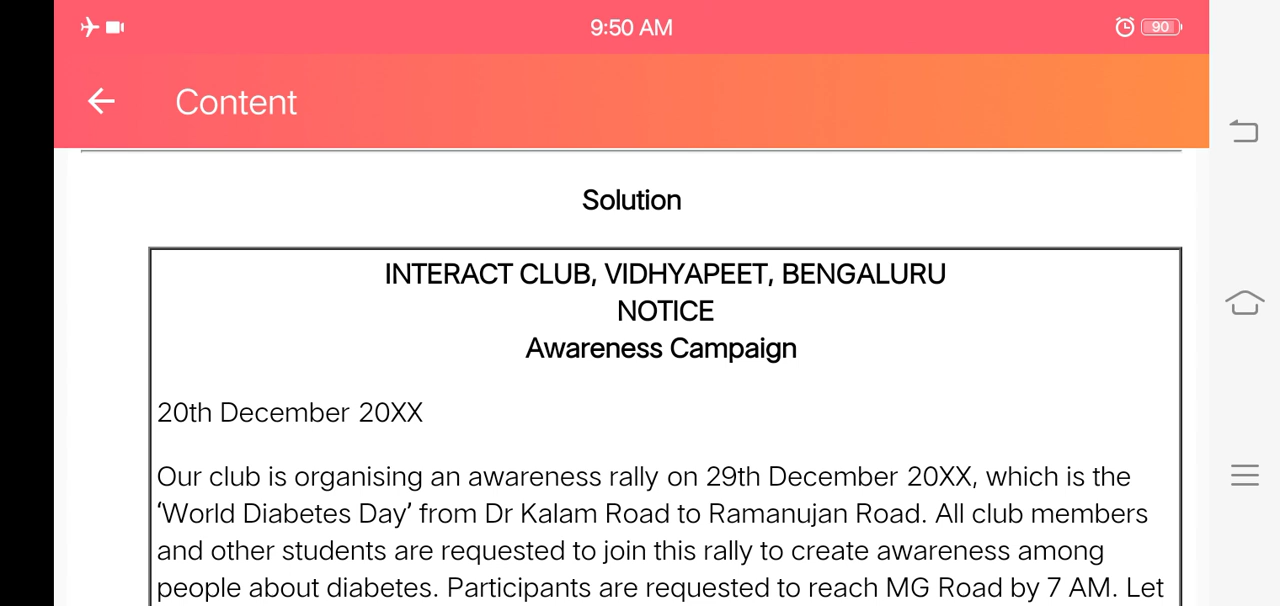 9:50 AM
90
Content
Solution
INTERACT CLUB, VIDHYAPEET, BENGALURU
NOTICE
Awareness Campaign
20th December 20XX
Our club is organising an awareness rally on 29th December 20XX, which is the
‘World Diabetes Day’ from Dr Kalam Road to Ramanujan Road. All club members
and other students are requested to join this rally to create awareness among
people about diabetes. Participants are requested to reach MG Road by 7 AM. Let